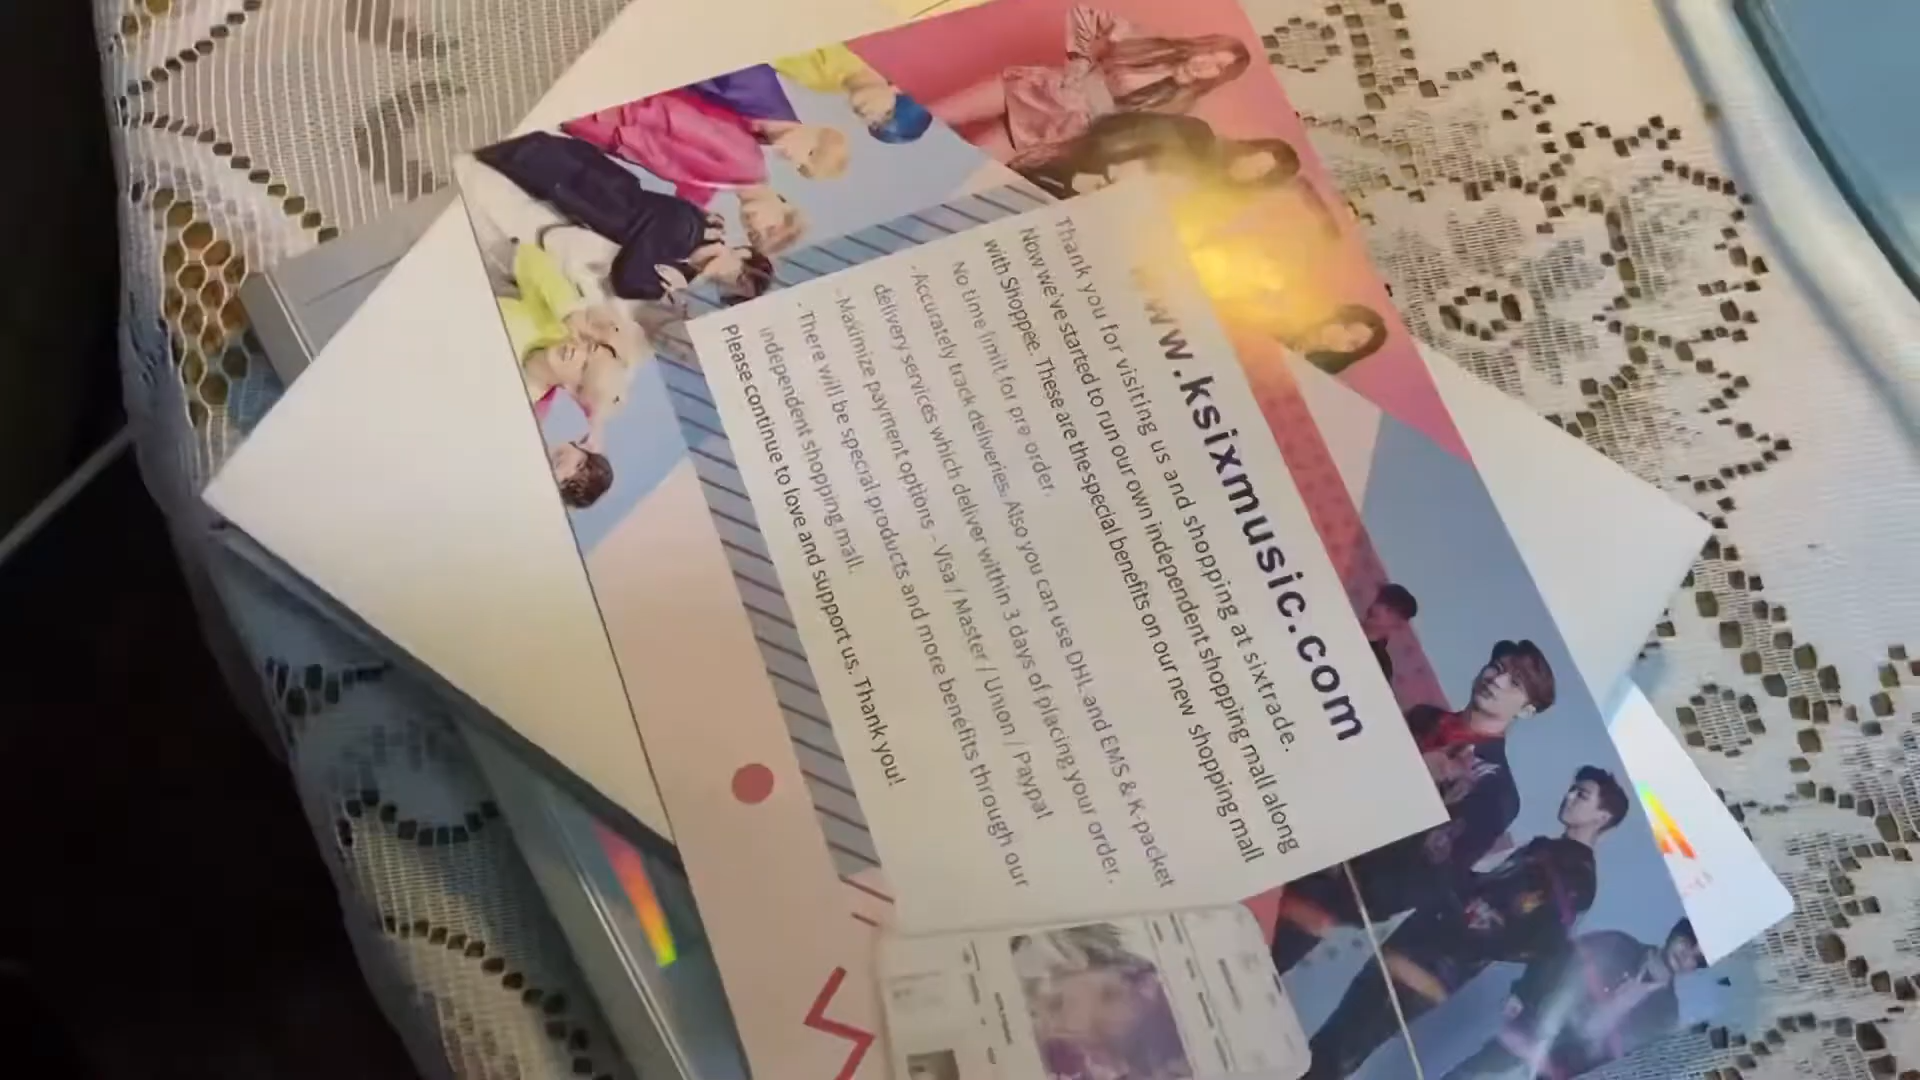 www.ksixmusic.com
Thank you for visiting us and shopping at sixtrade.
Now we've started to run our own independent shopping mall along
with Shoppee. These are the special benefits on our new shopping mall
No time limit for pre order.
- Accurately track deliveries. Also you can use DHL and EMS & K-packet
delivery services which deliver within 3 days of placing your order.
- Maximize payment options - Visa / Master / Union / Paypal
- There will be special products and more benefits through our
independent shopping mall.
Please continue to love and support us. Thank you!